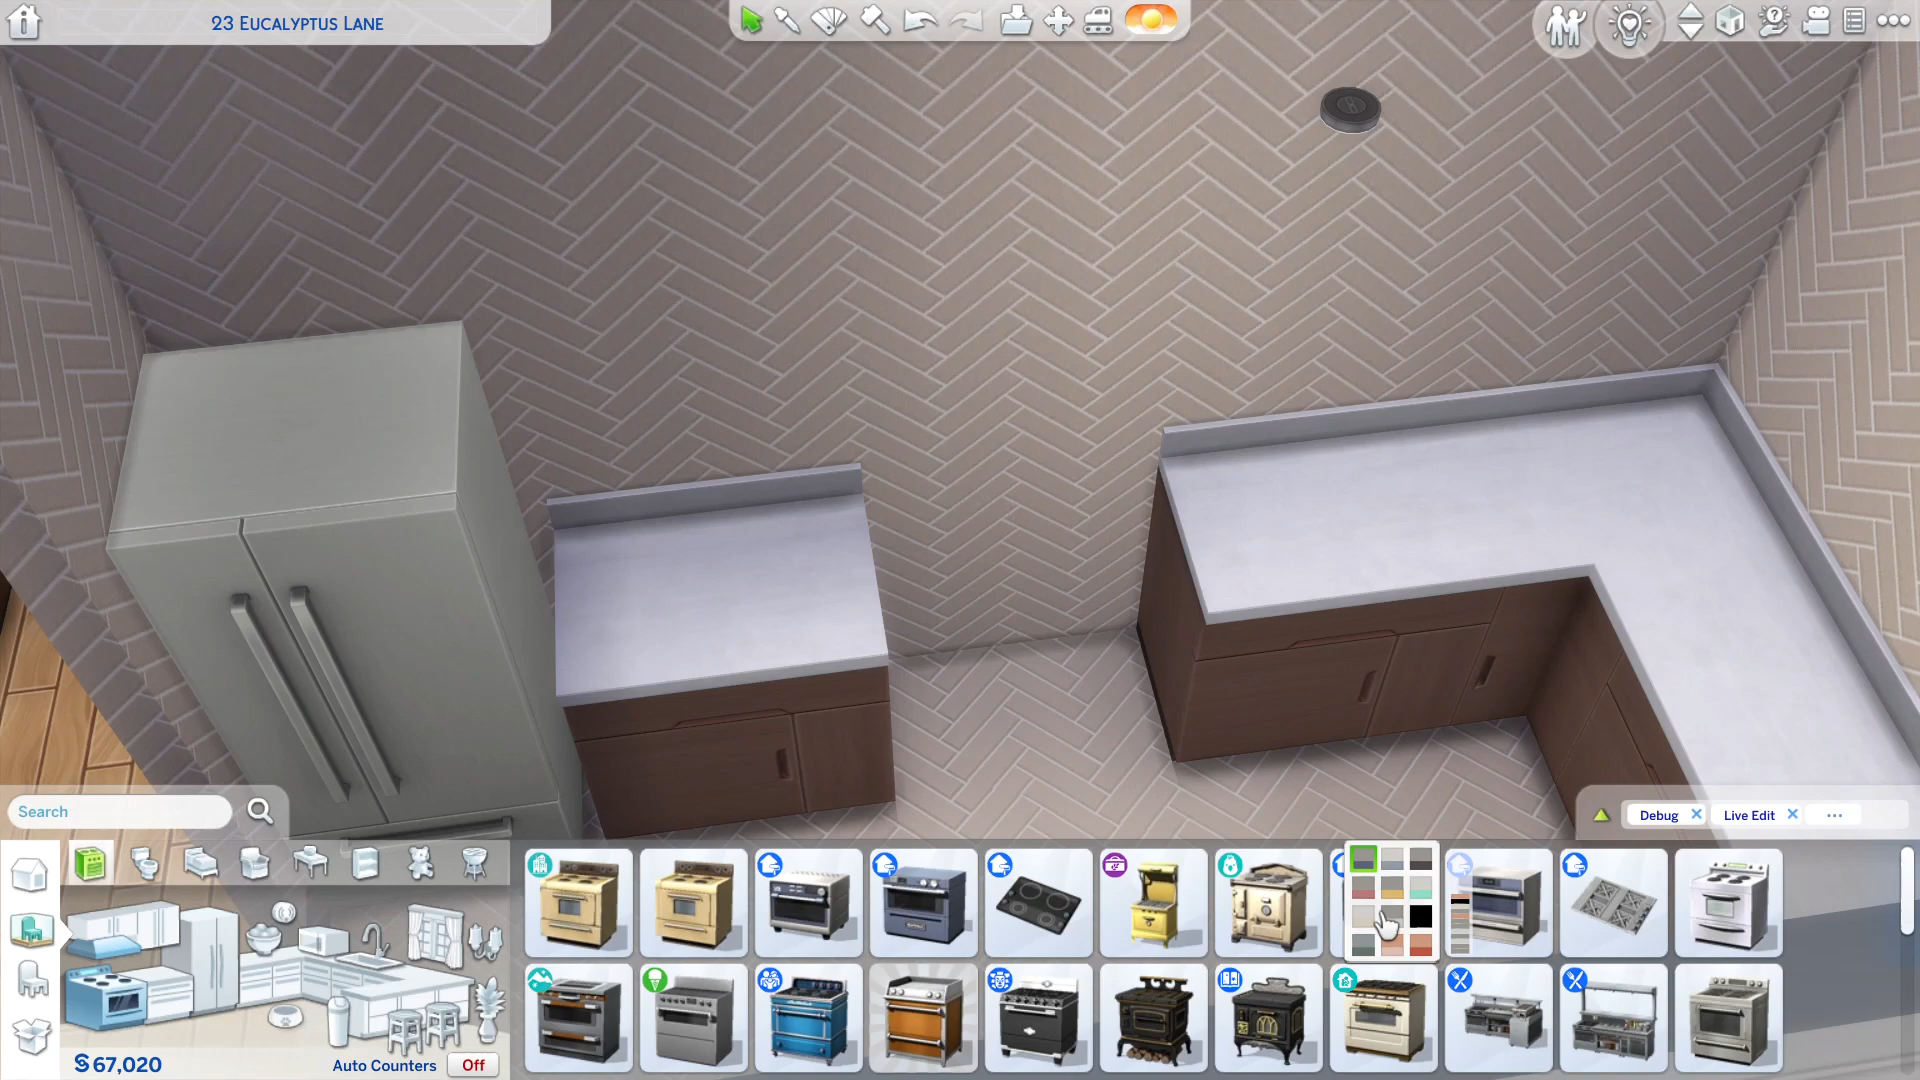 23 EUCALYPTUS LANE
Search
Debug
Live Edit
...
§67,020
Auto Counters
Off